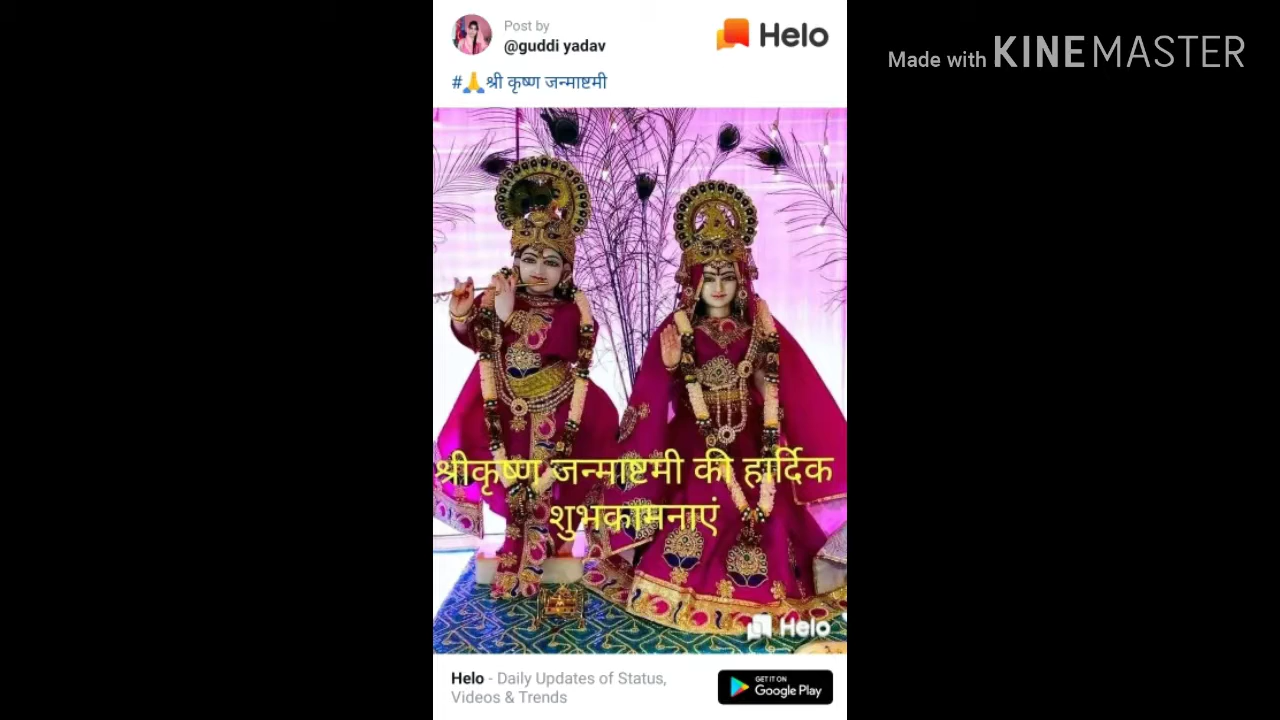 Post by
@guddi yadav
Helo
Made with KINEMASTER
#🙏श्री कृष्ण जन्माष्टमी
श्रीकृष्ण जन्माष्टमी की हार्दिक
शुभकामनाएं
Helo
Helo - Daily Updates of Status,
Videos & Trends
GET IT ON
Google Play